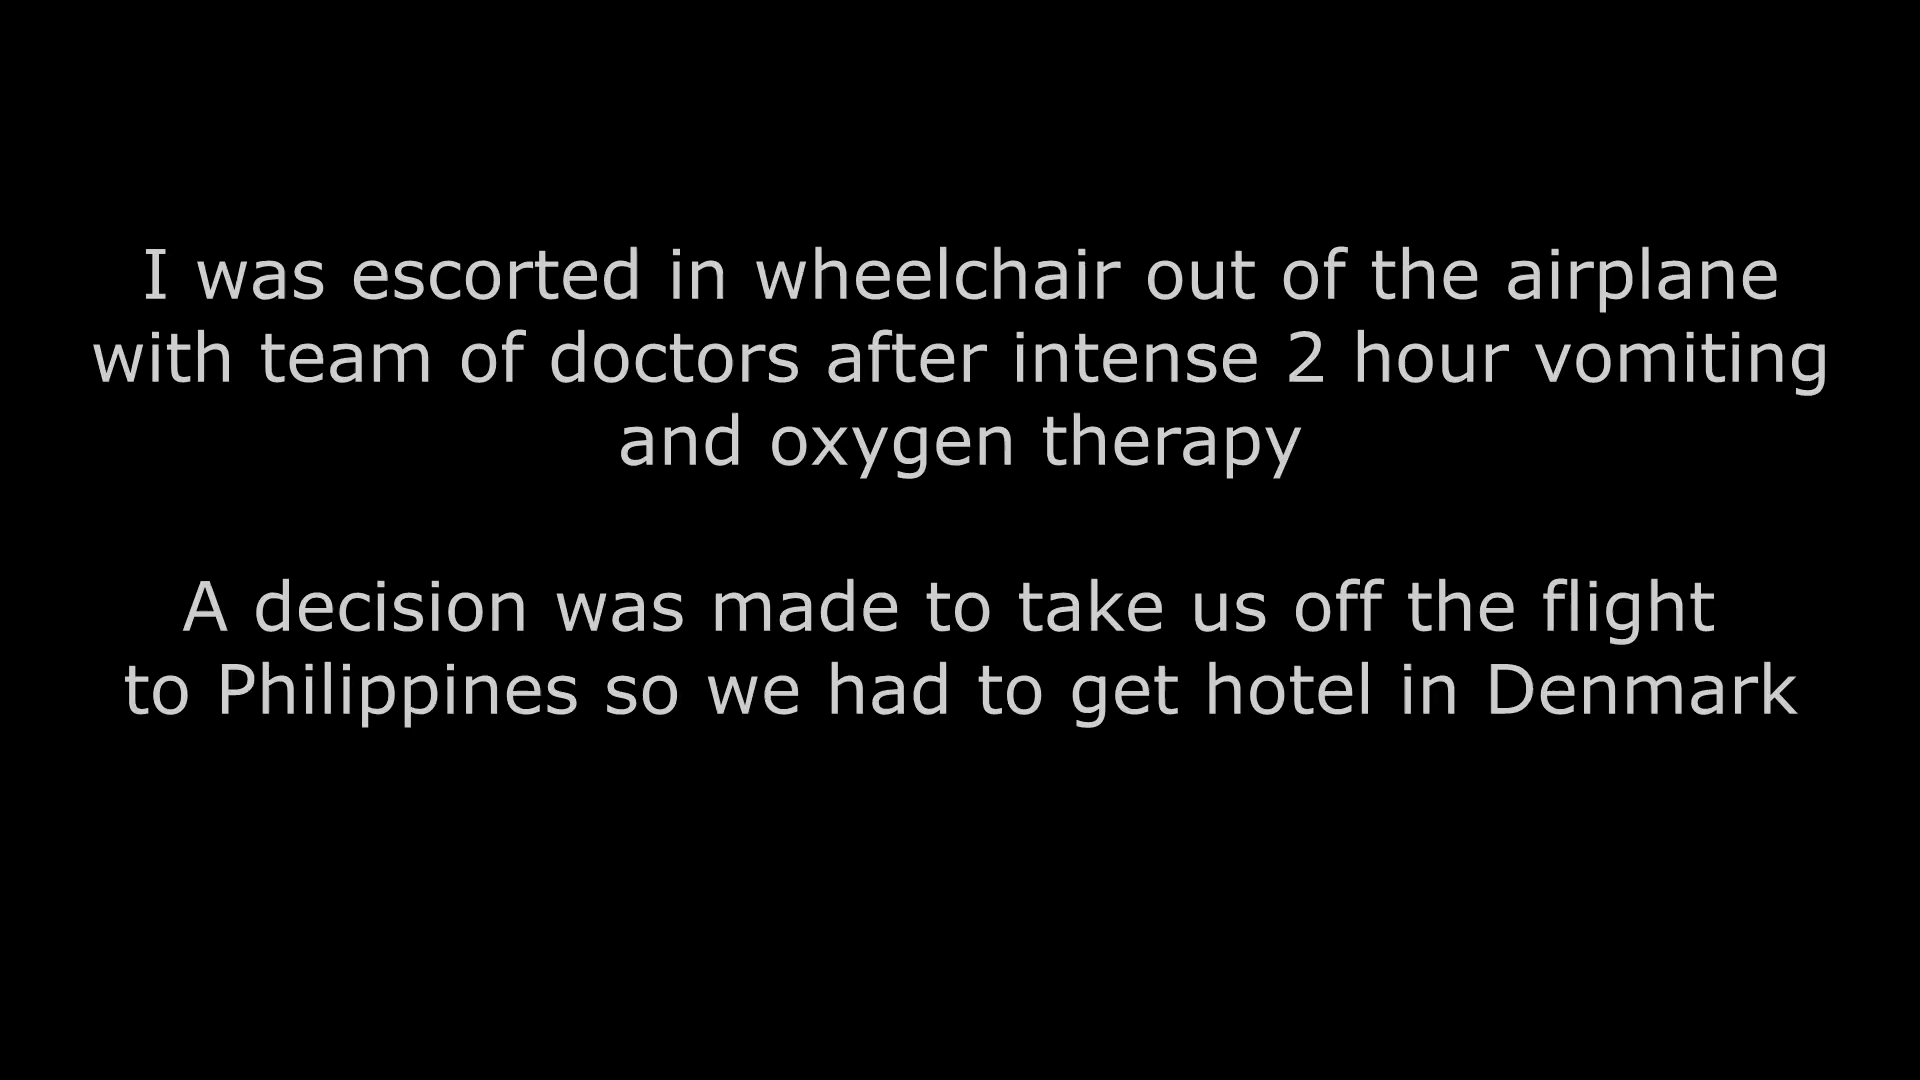 I was escorted in wheelchair out of the airplane
with team of doctors after intense 2 hour vomiting
and oxygen therapy
A decision was made to take us off the flight
to Philippines so we had to get hotel in Denmark